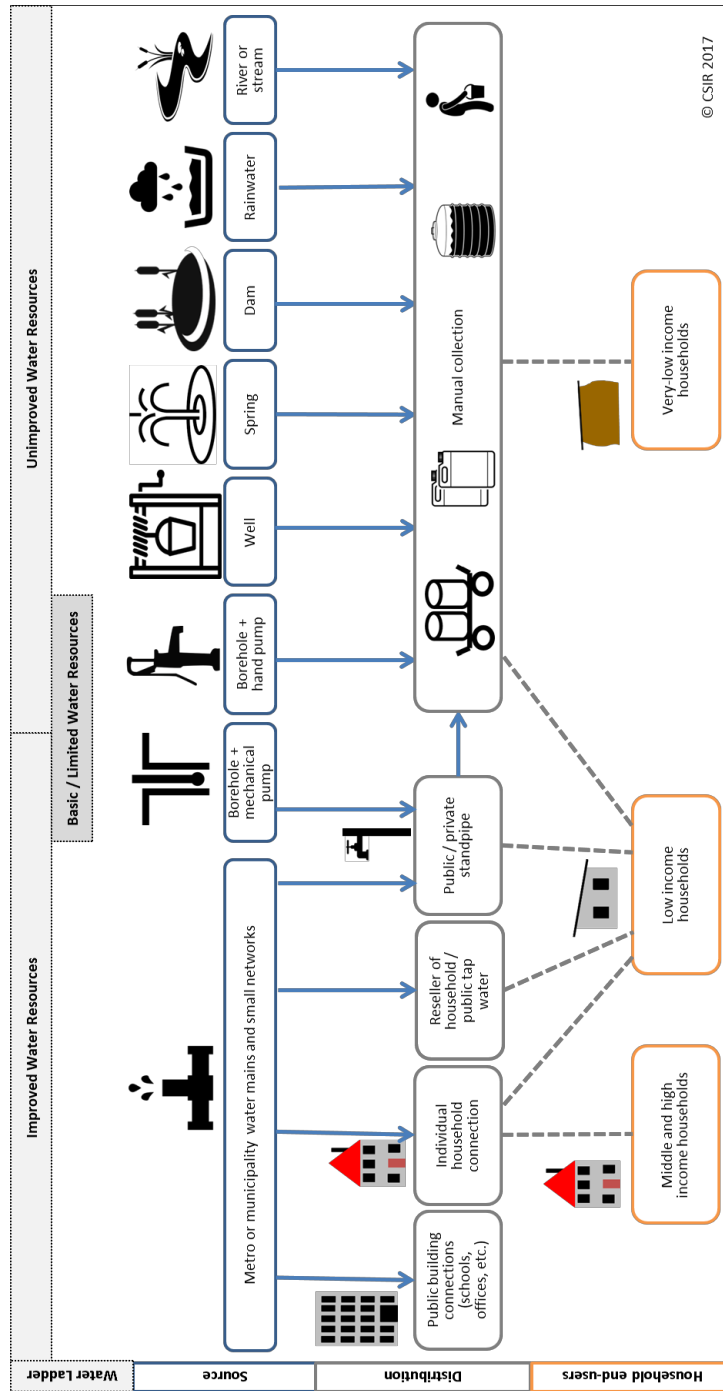 Water Ladder
Improved Water Resources
Unimproved Water Resources
Basic / Limited Water Resources
Source
Metro or municipality water mains and small networks
Borehole +
mechanical
pump
Borehole +
hand pump
Well
Spring
Dam
Rainwater
River or
stream
Distribution
Public building
connections
(schools,
offices, etc.)
Individual
household
connection
Reseller of
household /
public tap
water
Public / private
standpipe
Manual collection
Household end-users
Middle and high
income households
Low income
households
Very-low income
households
© CSIR 2017